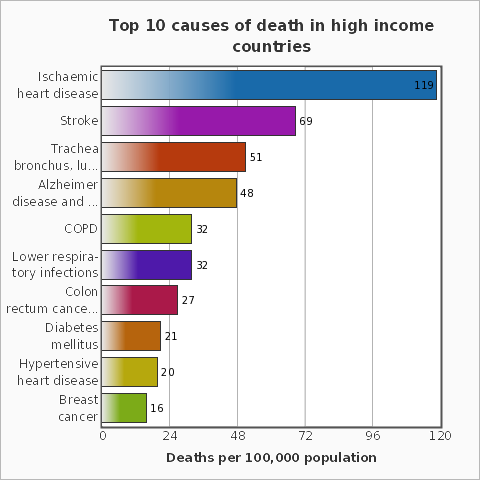 Top 10 causes of death in high income
countries
Ischaemic
heart disease
119
Stroke
69
Trachea
bronchus. lu...
51
Alzheimer
disease and ...
48
COPD
32
Lower respira-
tory infections
32
Colon
rectum cance...
27
Diabetes
mellitus
21
Hypertensive
heart disease
20
Breast
cancer
16
0 24 48 72 96 120
Deaths per 100,000 population